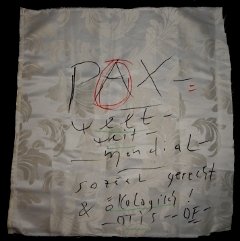 PAX -=
welt-
weit-
mondial-
sozial gerecht
& ökologisch!